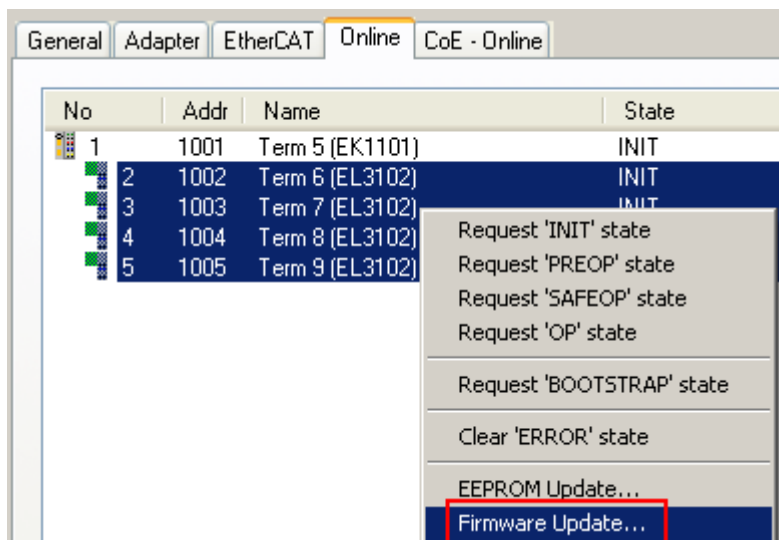 General Adapter EtherCAT Online CoE - Online
No Addr Name State
1 1001 Term 5 (EK1101) INIT
2 1002 Term 6 (EL3102) INIT
3 1003 Term 7 (EL3102) INIT
4 1004 Term 8 (EL3102)
5 1005 Term 9 (EL3102)
Request 'INIT' state
Request 'PREOP' state
Request 'SAFEOP' state
Request 'OP' state
Request 'BOOTSTRAP' state
Clear 'ERROR' state
EEPROM Update...
Firmware Update...